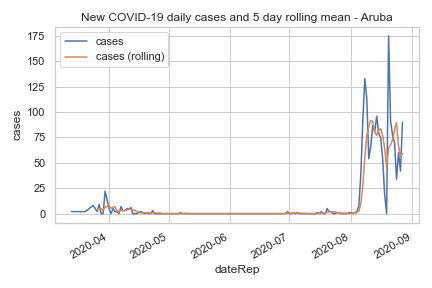 New COVID-19 daily cases and 5 day rolling mean - Aruba
cases
cases (rolling)
175
150
125
100
75
50
25
0
cases
2020-04
2020-05
2020-06
2020-07
2020-08
2020-09
dateRep